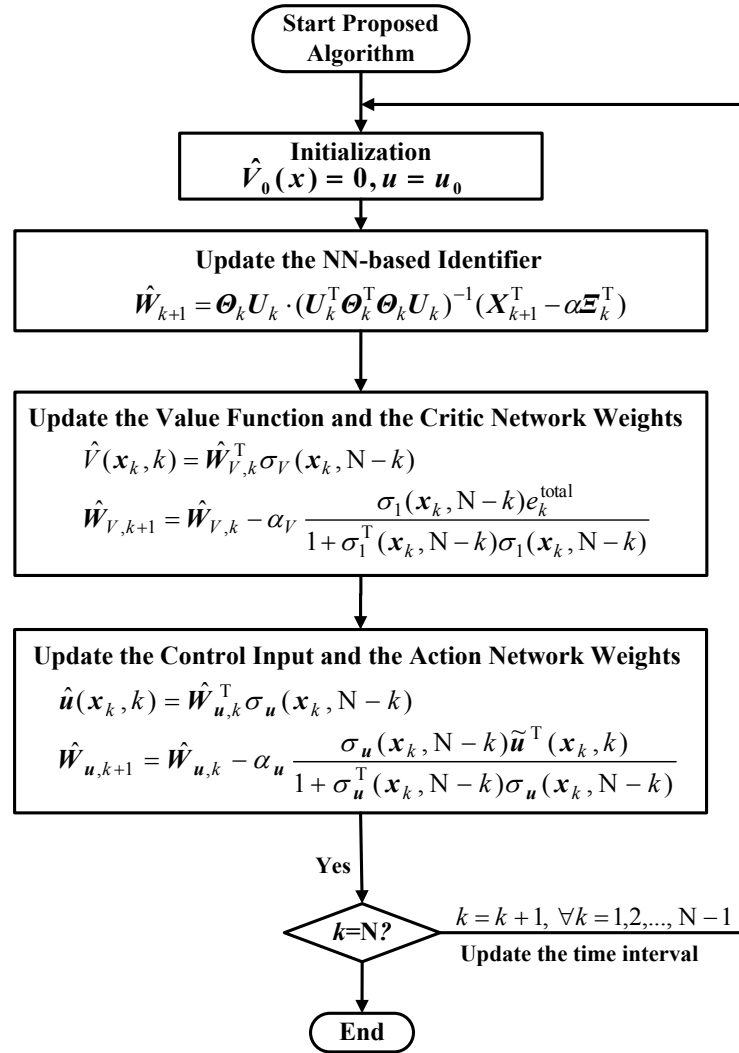 Start Proposed
Algorithm
Initialization
V̂₀(x) = 0, u = u₀
Update the NN-based Identifier
Ŵₖ₊₁ = ΘₖUₖ · (UₖᵀΘₖᵀΘₖUₖ)⁻¹(Xₖ₊₁ᵀ − αΞₖᵀ)
Update the Value Function and the Critic Network Weights
V̂(xₖ, k) = Ŵ_{V,k}ᵀ σ_V(xₖ, N − k)
Ŵ_{V,k+1} = Ŵ_{V,k} − α_V σ₁(xₖ, N − k)eₖᵗᵒᵗᵃˡ / (1 + σ₁ᵀ(xₖ, N − k)σ₁(xₖ, N − k))
Update the Control Input and the Action Network Weights
û(xₖ, k) = Ŵ_{u,k}ᵀ σ_u(xₖ, N − k)
Ŵ_{u,k+1} = Ŵ_{u,k} − α_u σ_u(xₖ, N − k)ũᵀ(xₖ, k) / (1 + σ_uᵀ(xₖ, N − k)σ_u(xₖ, N − k))
Yes
k=N?
k = k + 1, ∀k = 1,2,..., N − 1
Update the time interval
End